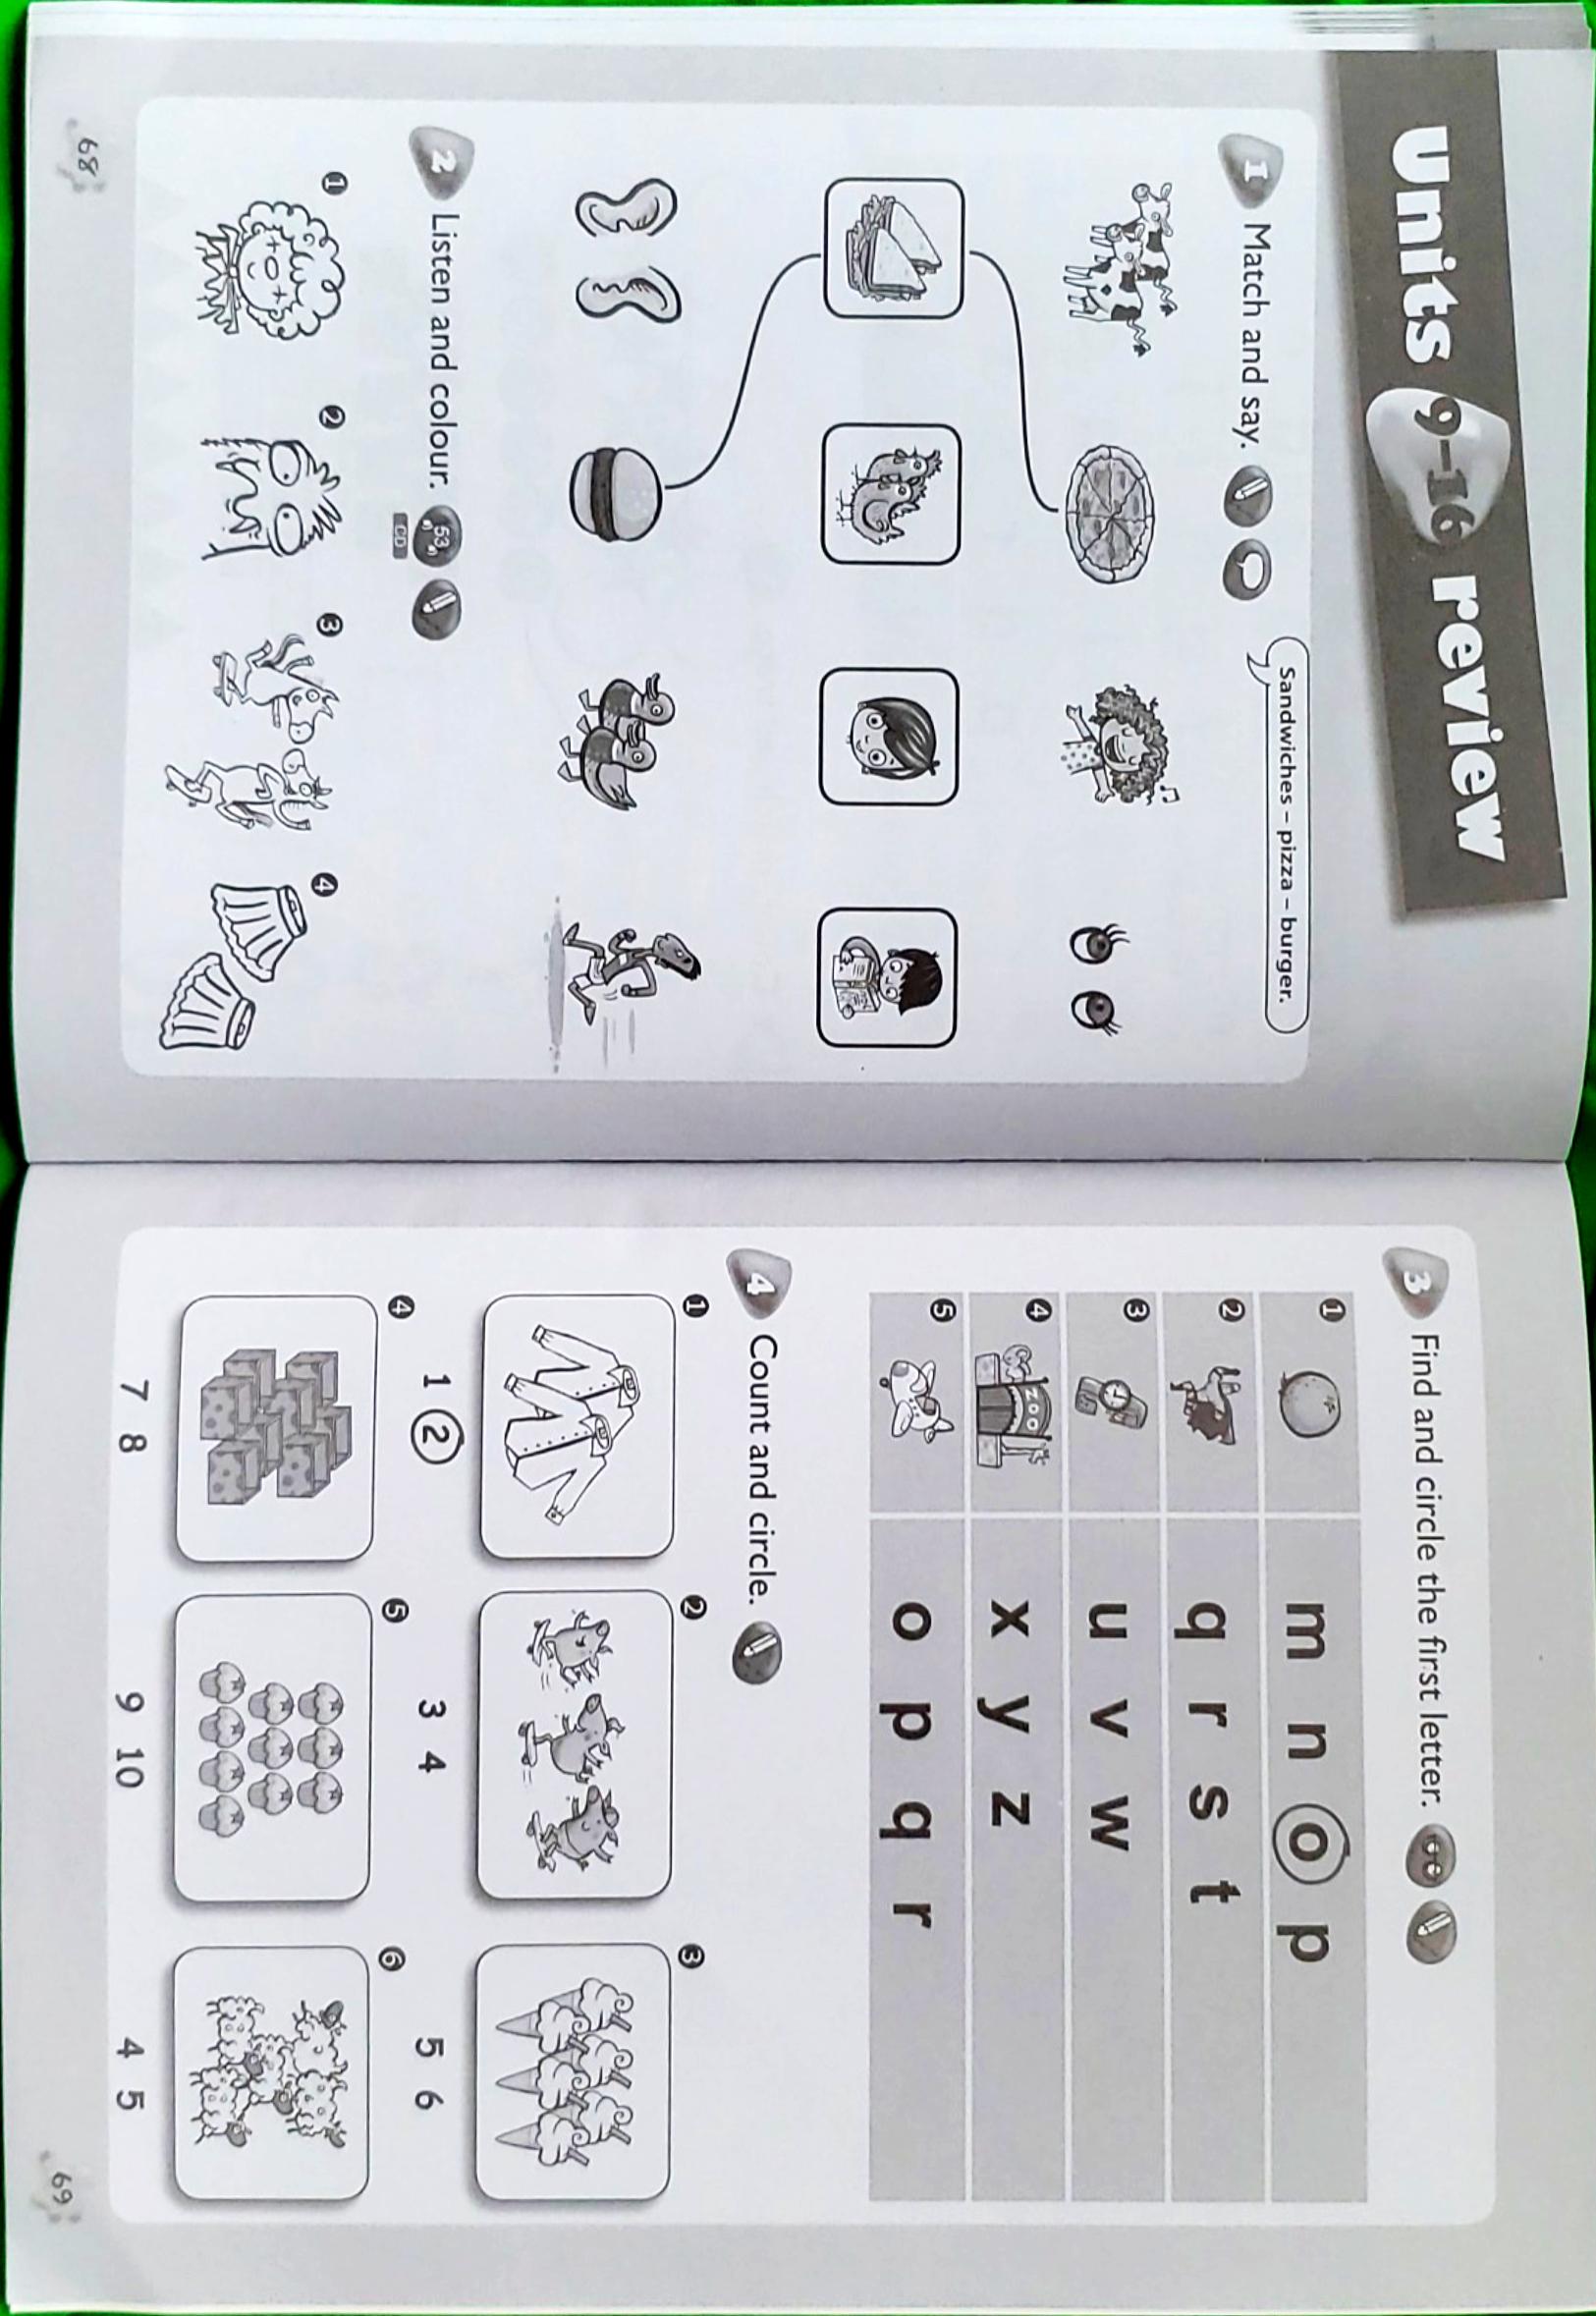 Units 9-16 review
1 Match and say.
Sandwiches – pizza – burger.
2 Listen and colour. 53
CD
1 2 3 4
68
3 Find and circle the first letter.
1 m n o p
2 q r s t
3 u v w
4 ZOO x y z
5 o p q r
4 Count and circle.
1 2 3
1 2 3 4 5 6
4 5 6
7 8 9 10 4 5
69